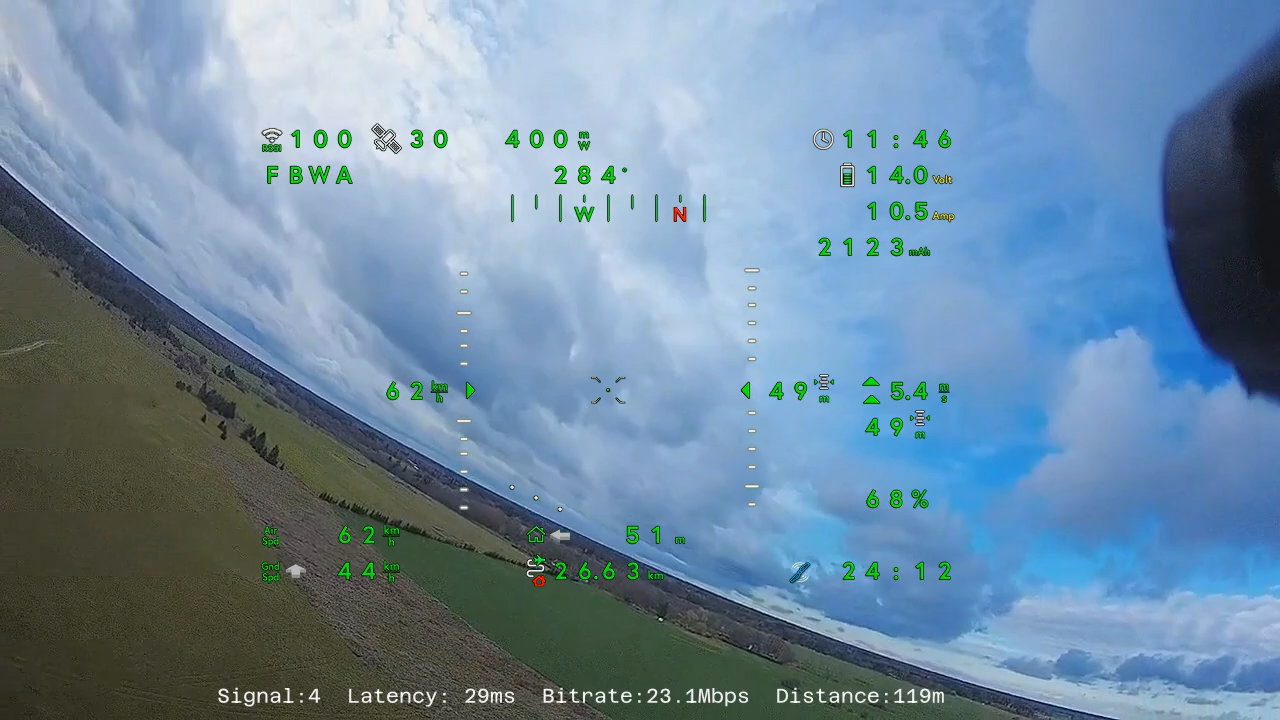 RSSI 100 30 400 mW 11:46
FBWA 284° 14.0 Volt
W N 10.5 Amp
2123 mAh
62 km/h 49 m 5.4 m/s
49 m
68%
Air Spd 62 km/h 51 m
Gnd Spd 44 km/h 26.63 km 24:12
Signal:4 Latency: 29ms Bitrate:23.1Mbps Distance:119m